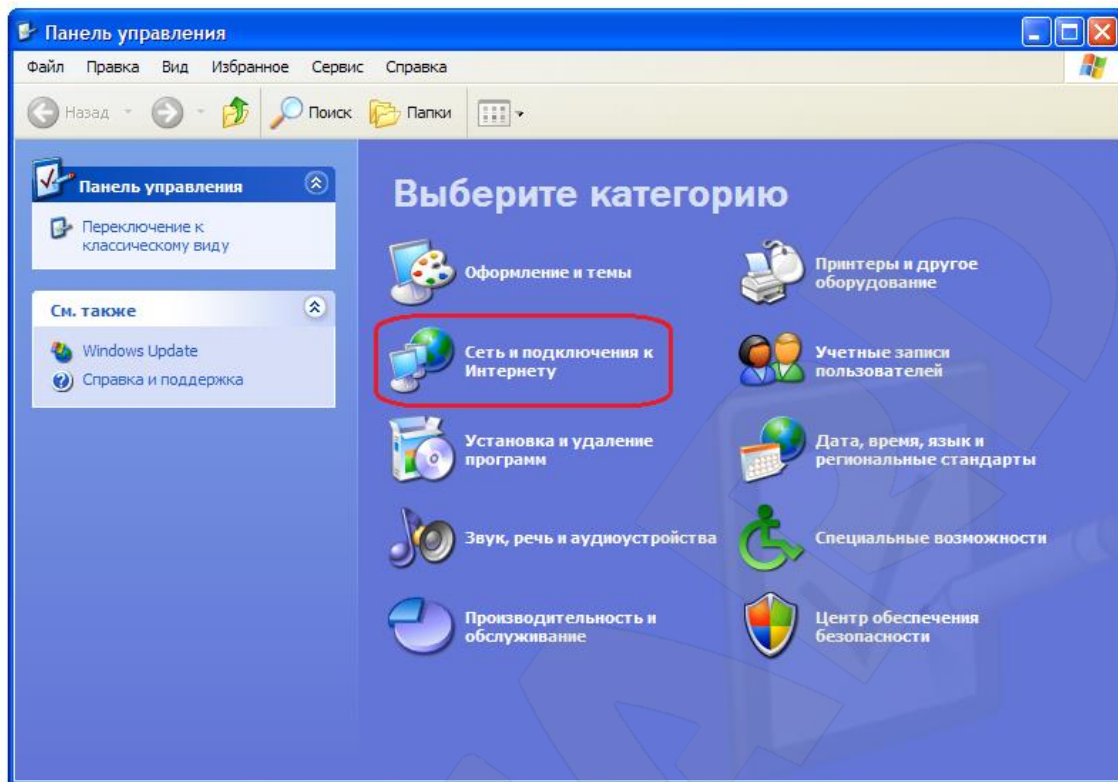 Панель управления
Файл Правка Вид Избранное Сервис Справка
Назад Поиск Папки
Панель управления
Переключение к
классическому виду
См. также
Windows Update
Справка и поддержка
Выберите категорию
Оформление и темы
Принтеры и другое
оборудование
Сеть и подключения к
Интернету
Учетные записи
пользователей
Установка и удаление
программ
Дата, время, язык и
региональные стандарты
Звук, речь и аудиоустройства
Специальные возможности
Производительность и
обслуживание
Центр обеспечения
безопасности